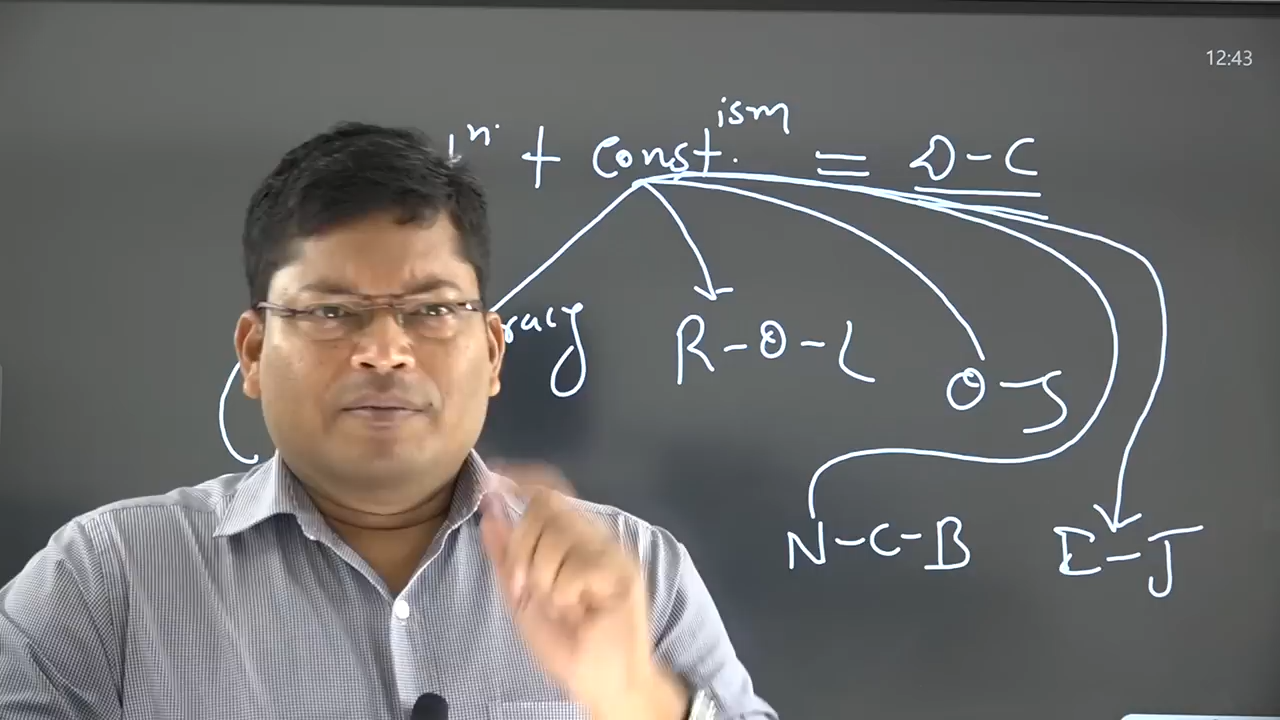 12:43
n. + const.ism = D-C
racy R-O-L
O-J
N-C-B E-J